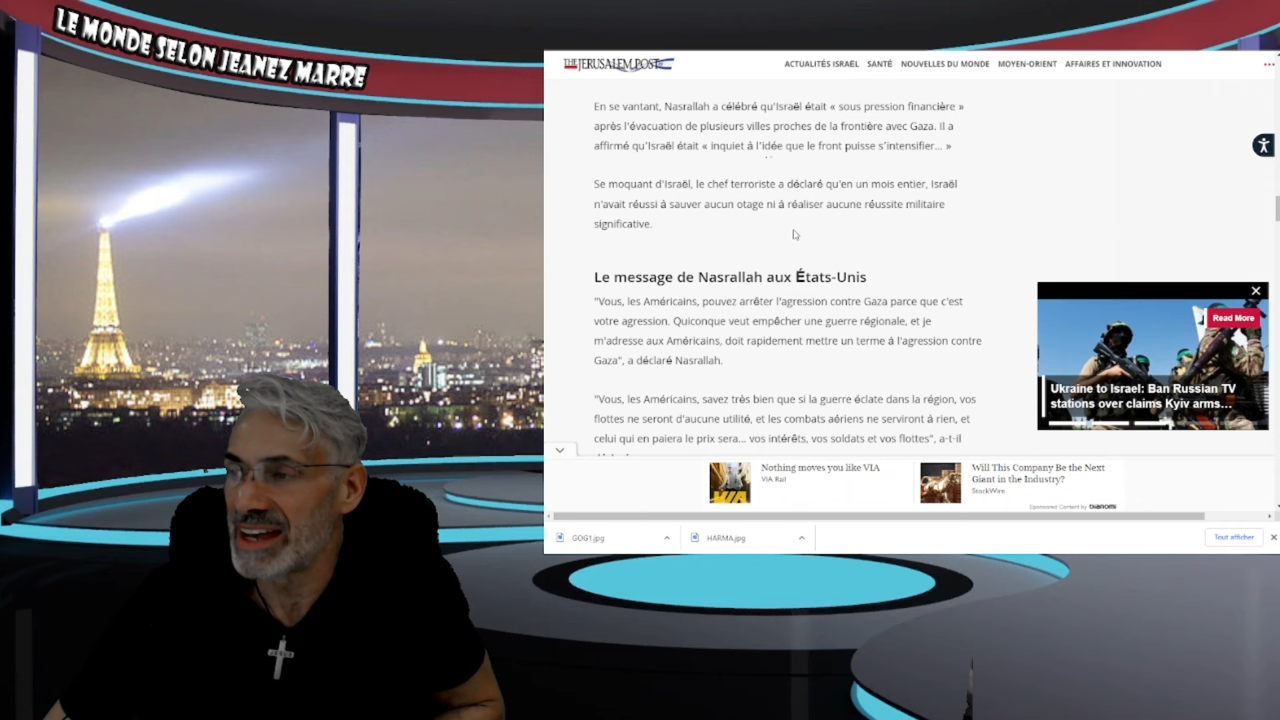 LE MONDE SELON JEANEZ MARRE
THE JERUSALEM POST
ACTUALITÉS ISRAËL SANTÉ NOUVELLES DU MONDE MOYEN-ORIENT AFFAIRES ET INNOVATION
En se vantant, Nasrallah a célébré qu'Israël était « sous pression financière »
après l'évacuation de plusieurs villes proches de la frontière avec Gaza. Il a
affirmé qu'Israël était « inquiet à l'idée que le front puisse s'intensifier... »
Se moquant d'Israël, le chef terroriste a déclaré qu'en un mois entier, Israël
n'avait réussi à sauver aucun otage ni à réaliser aucune réussite militaire
significative.
Le message de Nasrallah aux États-Unis
"Vous, les Américains, pouvez arrêter l'agression contre Gaza parce que c'est
votre agression. Quiconque veut empêcher une guerre régionale, et je
m'adresse aux Américains, doit rapidement mettre un terme à l'agression contre
Gaza", a déclaré Nasrallah.
"Vous, les Américains, savez très bien que si la guerre éclate dans la région, vos
flottes ne seront d'aucune utilité, et les combats aériens ne serviront à rien, et
celui qui en paiera le prix sera... vos intérêts, vos soldats et vos flottes", a-t-il
Read More
Ukraine to Israel: Ban Russian TV
stations over claims Kyiv arms...
Nothing moves you like VIA
VIA Rail
VIA
Will This Company Be the Next
Giant in the Industry?
StockWire
Sponsored Content by DIANOMI
GOG1.jpg
HARMA.jpg
Tout afficher
JESUS